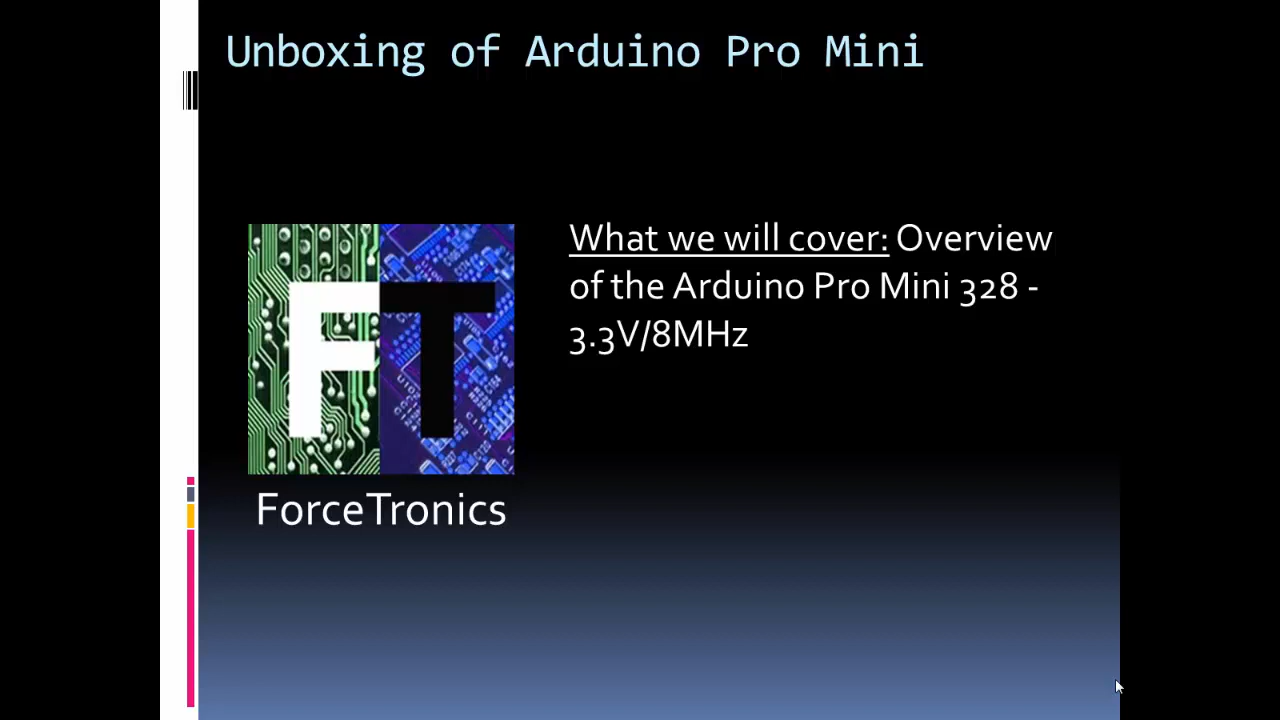 Unboxing of Arduino Pro Mini
What we will cover: Overview
of the Arduino Pro Mini 328 -
3.3V/8MHz
FT
ForceTronics